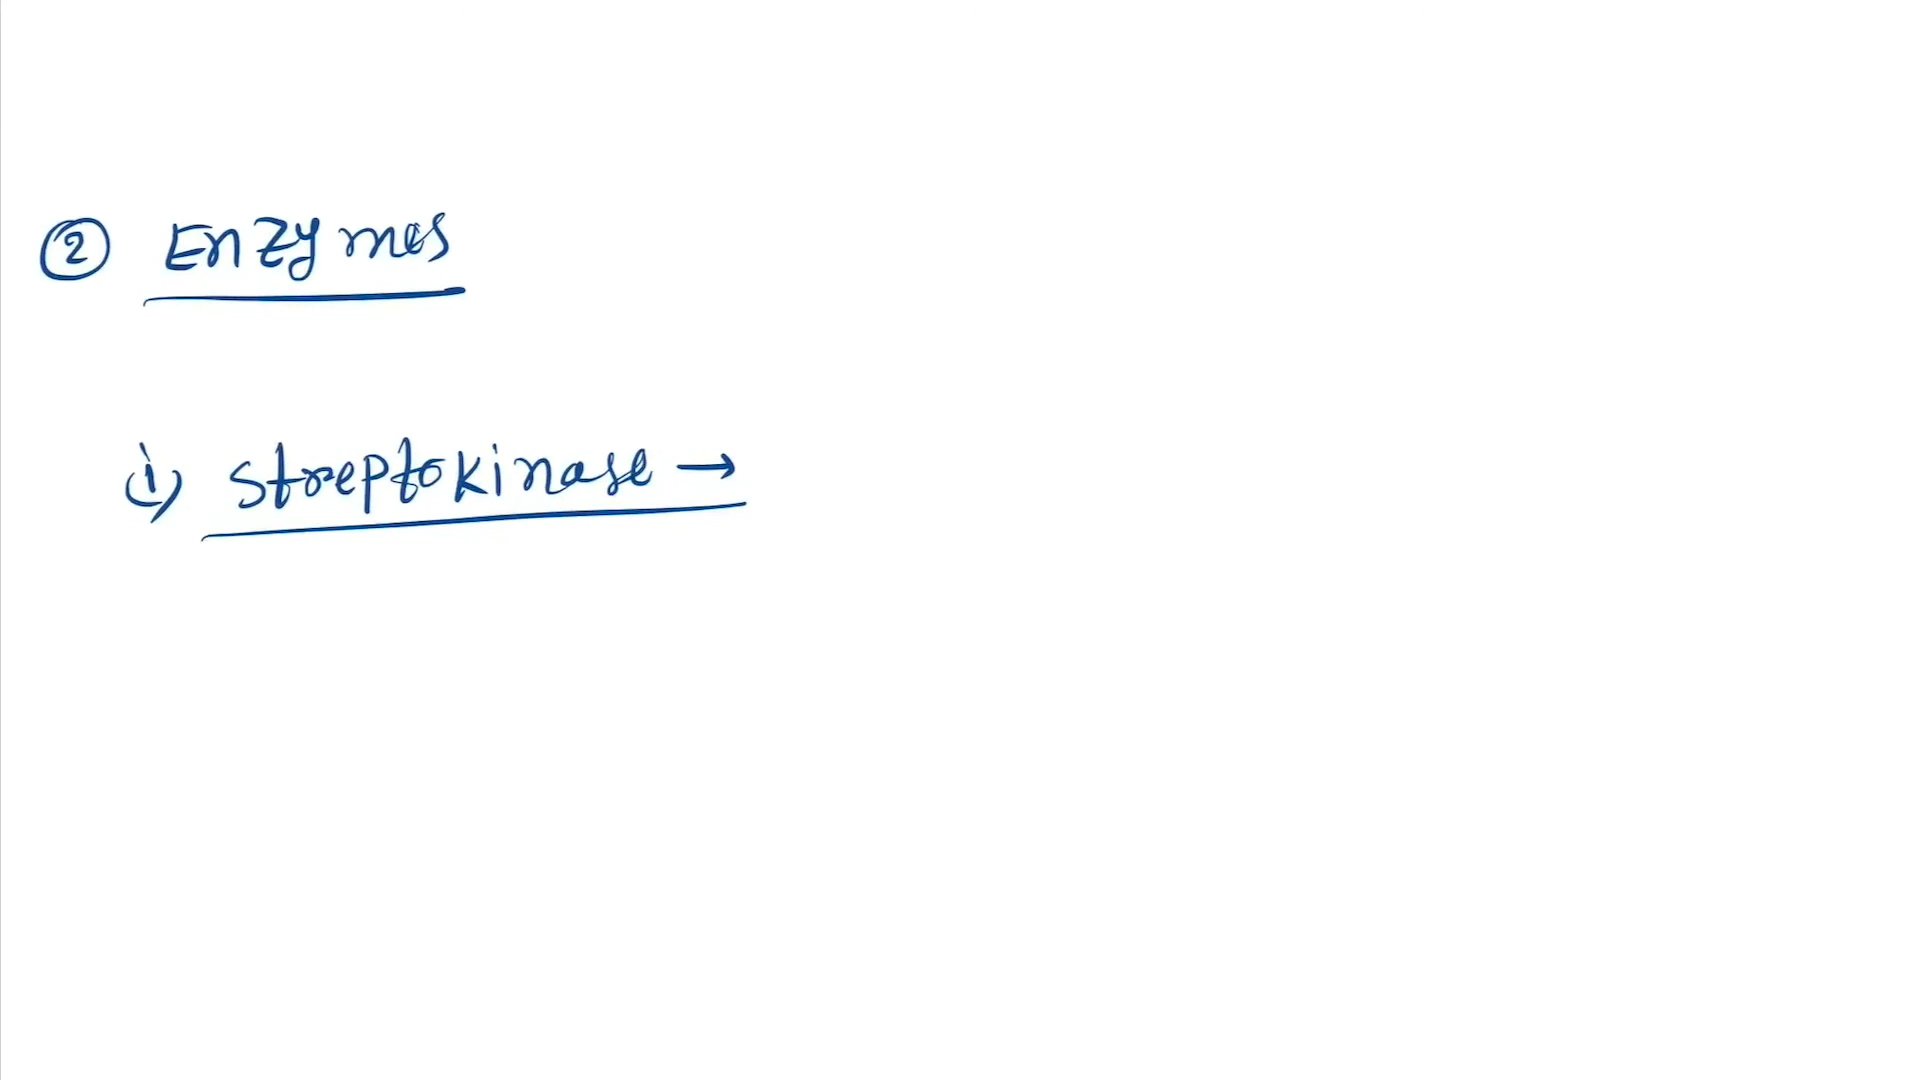 ② Enzymes
(i) Streptokinase →